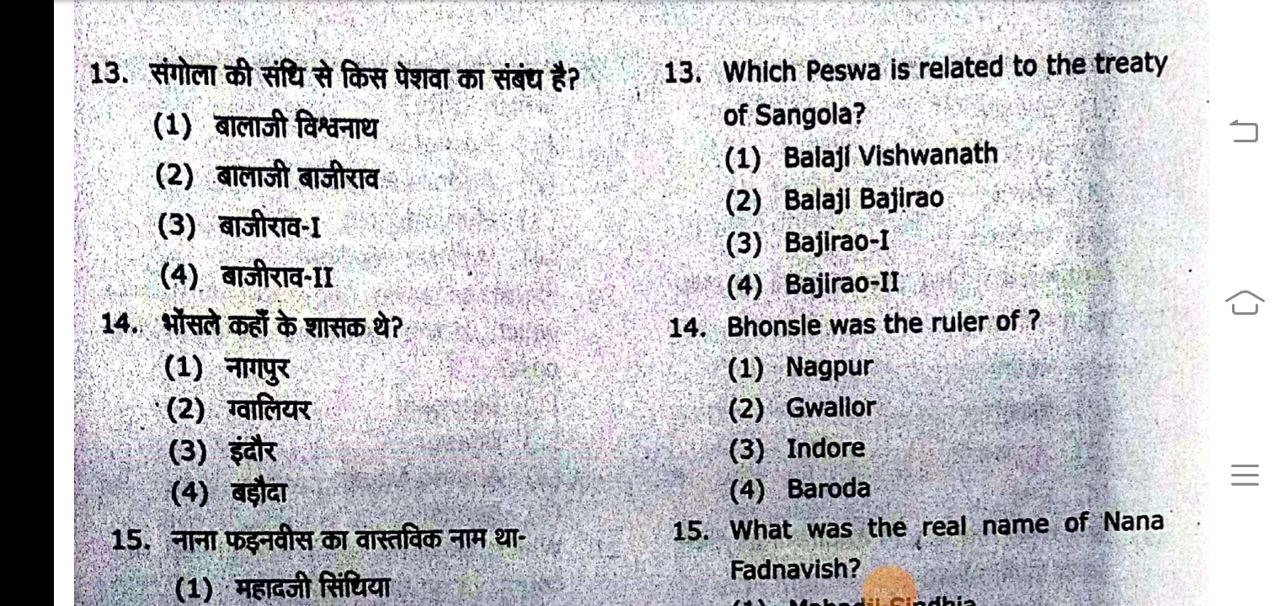 13. संगोला की संधि से किस पेशवा का संबंध है?
(1) बालाजी विश्वनाथ
(2) बालाजी बाजीराव
(3) बाजीराव-I
(4) बाजीराव-II
14. भोंसले कहाँ के शासक थे?
(1) नागपुर
(2) ग्वालियर
(3) इंदौर
(4) बड़ौदा
15. नाना फड़नवीस का वास्तविक नाम था-
(1) महादजी सिंधिया
13. Which Peswa is related to the treaty
of Sangola?
(1) Balaji Vishwanath
(2) Balaji Bajirao
(3) Bajirao-I
(4) Bajirao-II
14. Bhonsle was the ruler of ?
(1) Nagpur
(2) Gwalior
(3) Indore
(4) Baroda
15. What was the real name of Nana
Fadnavish?
(1) Mahadji Sindhia